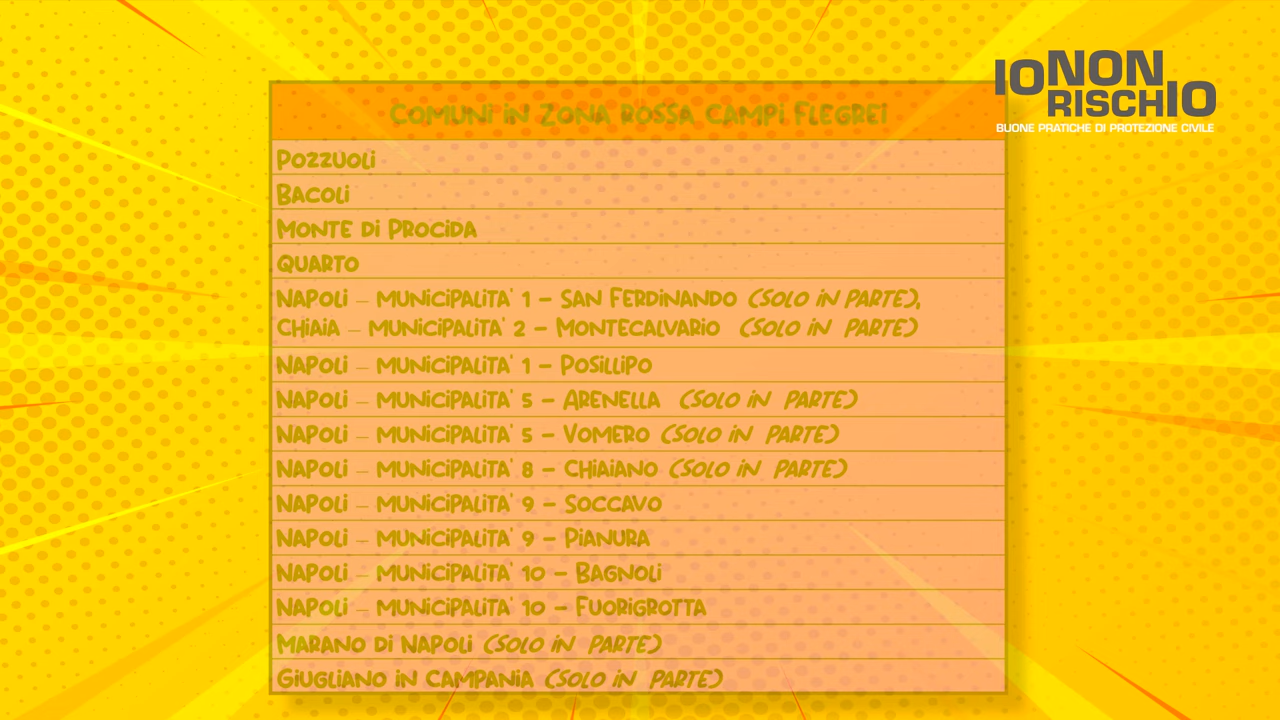 IO NON RISCHIO
BUONE PRATICHE DI PROTEZIONE CIVILE
COMUNI IN ZONA ROSSA CAMPI FLEGREI
POZZUOLI
BACOLI
MONTE DI PROCIDA
QUARTO
NAPOLI – MUNICIPALITA' 1 – SAN FERDINANDO (SOLO IN PARTE),
CHIAIA – MUNICIPALITA' 2 – MONTECALVARIO (SOLO IN PARTE)
NAPOLI – MUNICIPALITA' 1 – POSILLIPO
NAPOLI – MUNICIPALITA' 5 – ARENELLA (SOLO IN PARTE)
NAPOLI – MUNICIPALITA' 5 – VOMERO (SOLO IN PARTE)
NAPOLI – MUNICIPALITA' 8 – CHIAIANO (SOLO IN PARTE)
NAPOLI – MUNICIPALITA' 9 – SOCCAVO
NAPOLI – MUNICIPALITA' 9 – PIANURA
NAPOLI – MUNICIPALITA' 10 – BAGNOLI
NAPOLI – MUNICIPALITA' 10 – FUORIGROTTA
MARANO DI NAPOLI (SOLO IN PARTE)
GIUGLIANO IN CAMPANIA (SOLO IN PARTE)